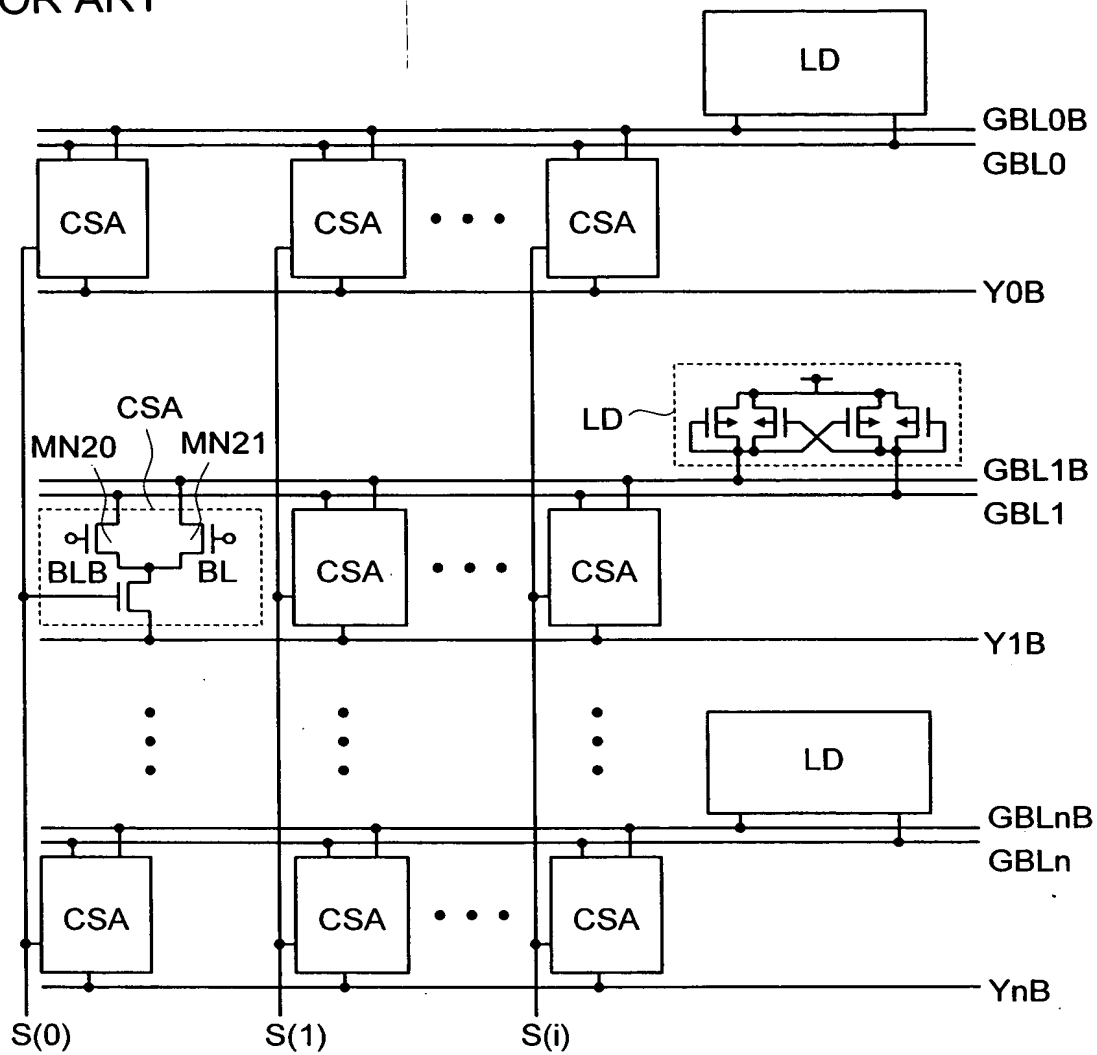 OR ART
LD
GBL0B
GBL0
CSA CSA CSA
Y0B
CSA
MN20 MN21
LD
GBL1B
GBL1
BLB BL
CSA CSA
Y1B
LD
GBLnB
GBLn
CSA CSA CSA
YnB
S(0) S(1) S(i)